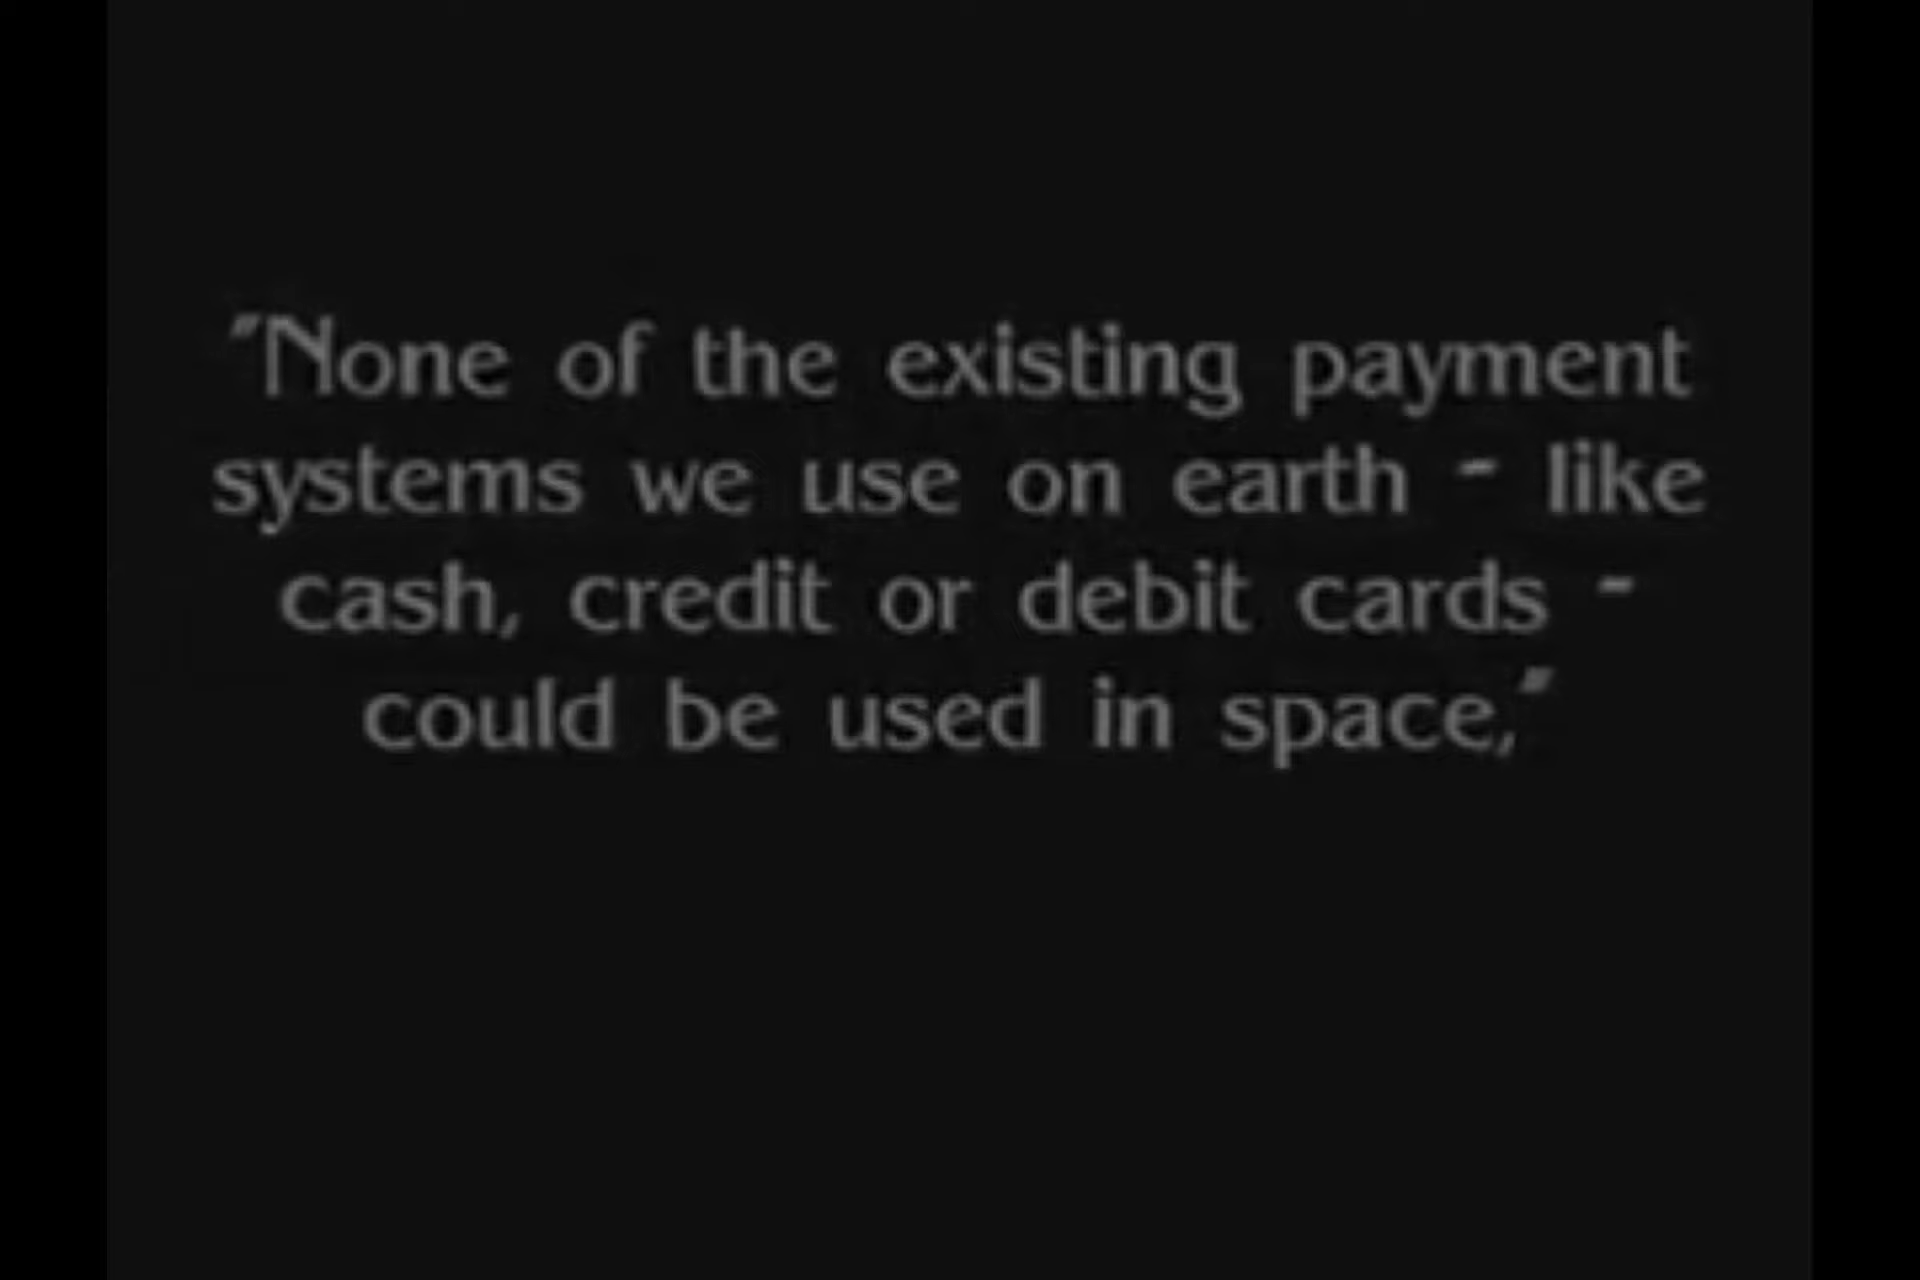 "None of the existing payment
systems we use on earth - like
cash, credit or debit cards -
could be used in space,"